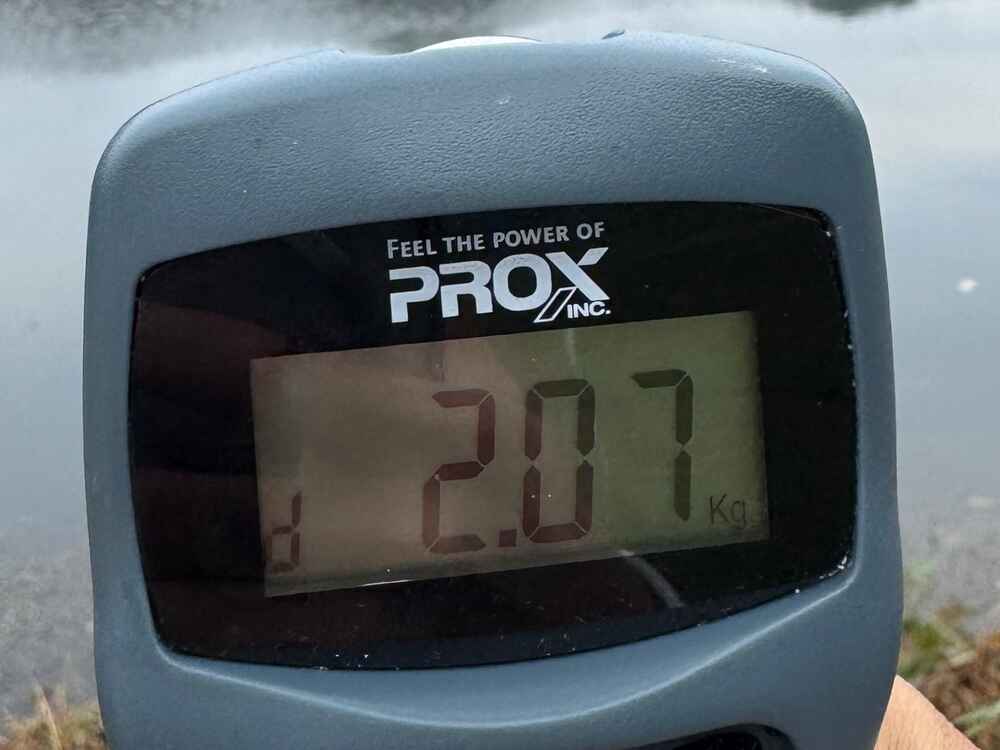 FEEL THE POWER OF
PROX
INC.
d 2.07 Kg